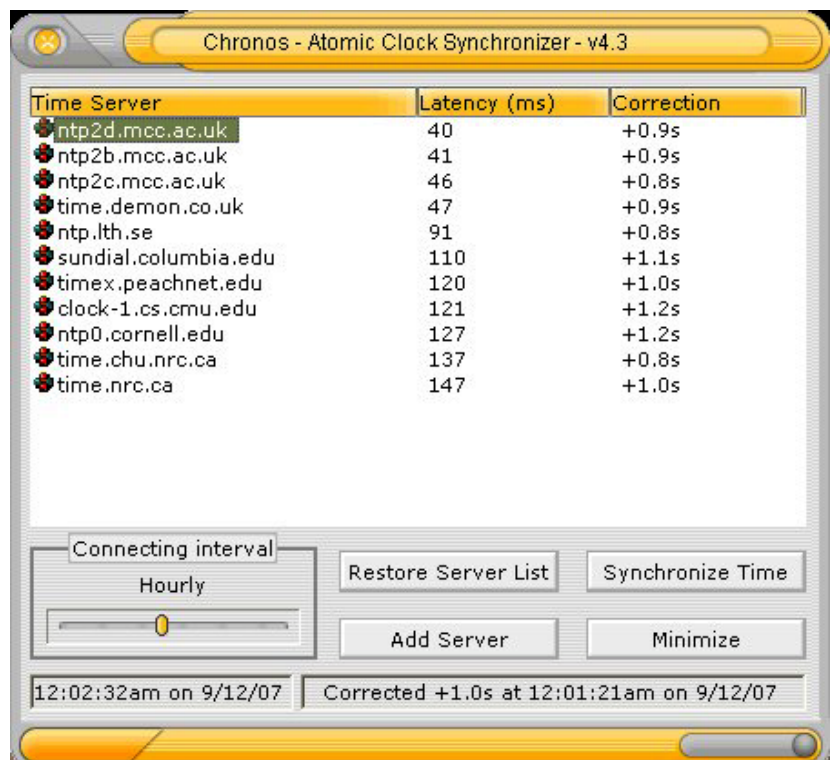 Chronos - Atomic Clock Synchronizer - v4.3
Time Server Latency (ms) Correction
ntp2d.mcc.ac.uk 40 +0.9s
ntp2b.mcc.ac.uk 41 +0.9s
ntp2c.mcc.ac.uk 46 +0.8s
time.demon.co.uk 47 +0.9s
ntp.lth.se 91 +0.8s
sundial.columbia.edu 110 +1.1s
timex.peachnet.edu 120 +1.0s
clock-1.cs.cmu.edu 121 +1.2s
ntp0.cornell.edu 127 +1.2s
time.chu.nrc.ca 137 +0.8s
time.nrc.ca 147 +1.0s
Connecting interval
Hourly
Restore Server List Synchronize Time
Add Server Minimize
12:02:32am on 9/12/07 Corrected +1.0s at 12:01:21am on 9/12/07